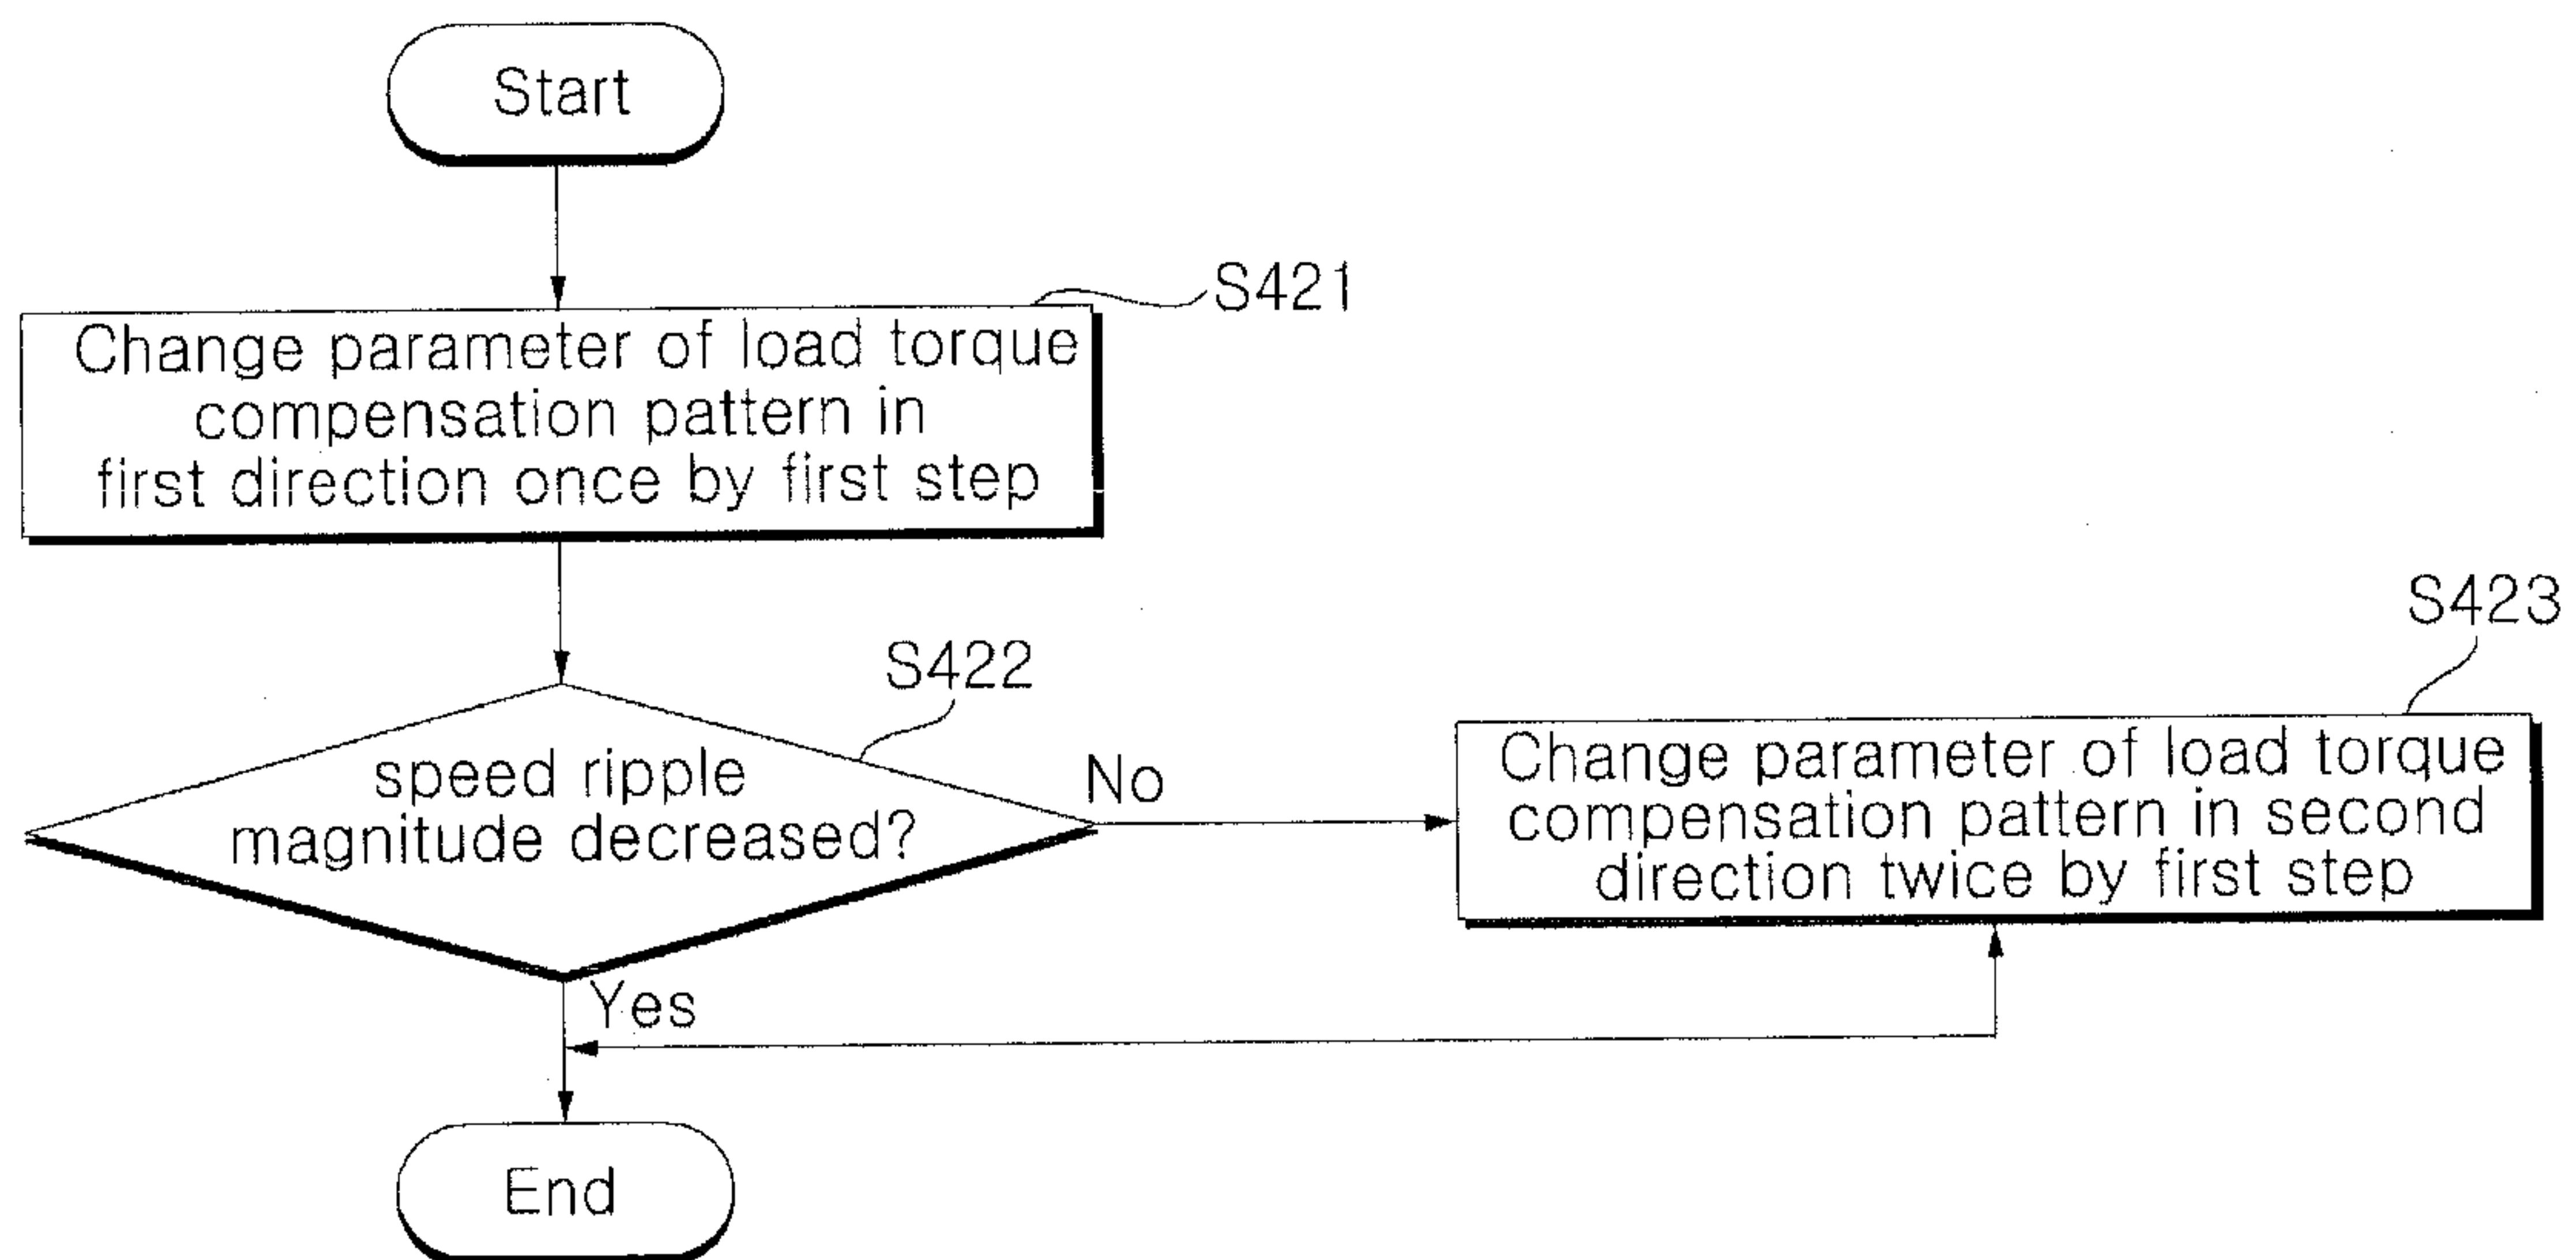 Start
S421
Change parameter of load torque
compensation pattern in
first direction once by first step
S422
speed ripple
magnitude decreased?
No
S423
Change parameter of load torque
compensation pattern in second
direction twice by first step
Yes
End